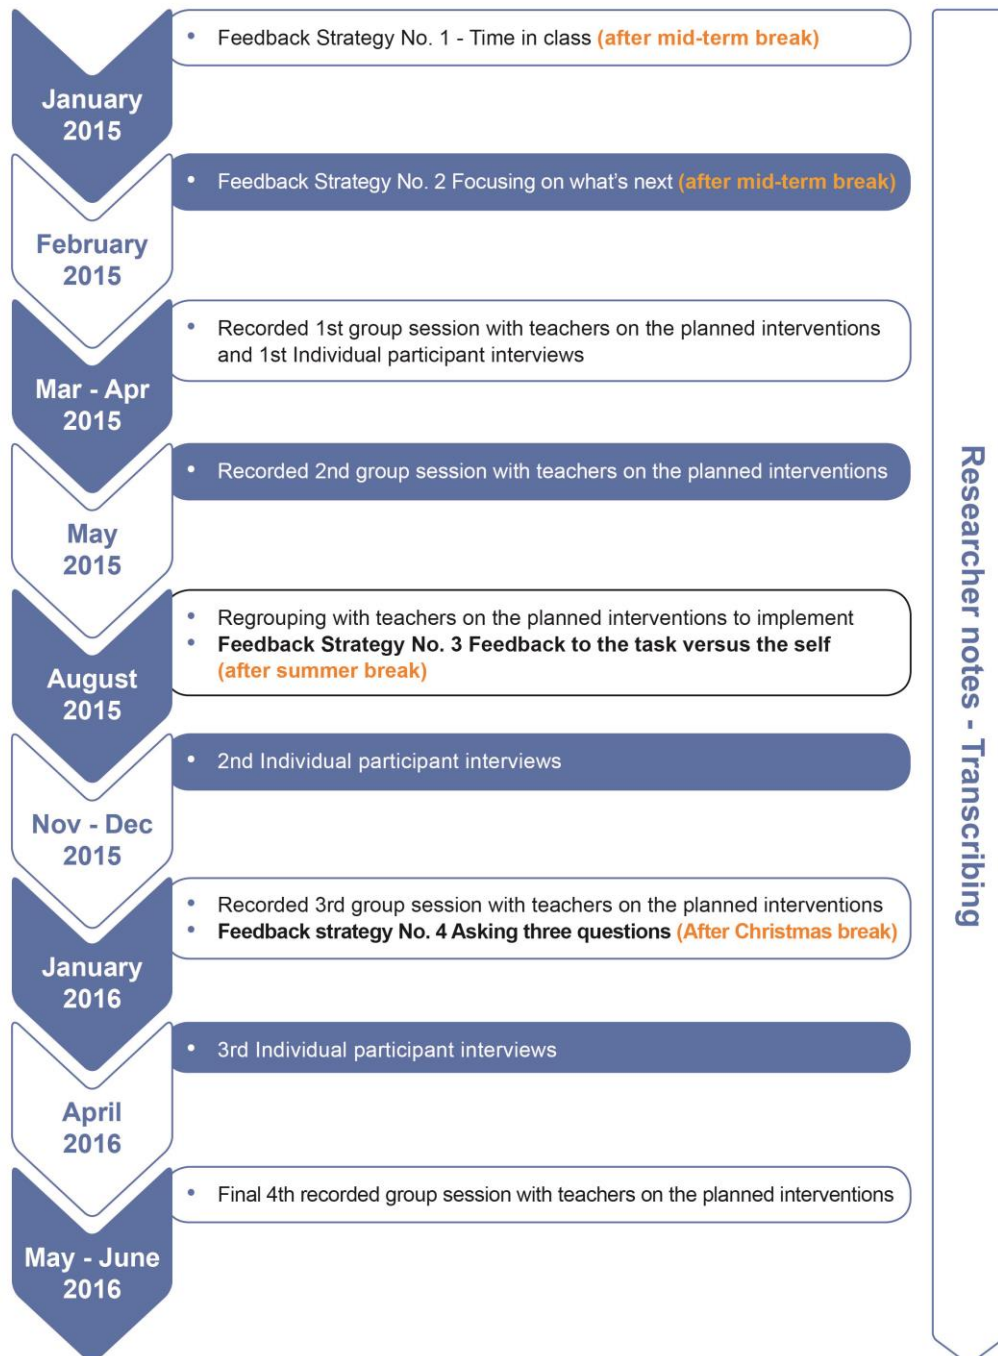 • Feedback Strategy No. 1 - Time in class (after mid-term break)
January
2015
• Feedback Strategy No. 2 Focusing on what's next (after mid-term break)
February
2015
• Recorded 1st group session with teachers on the planned interventions
and 1st Individual participant interviews
Mar - Apr
2015
• Recorded 2nd group session with teachers on the planned interventions
May
2015
• Regrouping with teachers on the planned interventions to implement
• Feedback Strategy No. 3 Feedback to the task versus the self
(after summer break)
August
2015
• 2nd Individual participant interviews
Nov - Dec
2015
• Recorded 3rd group session with teachers on the planned interventions
• Feedback strategy No. 4 Asking three questions (After Christmas break)
January
2016
• 3rd Individual participant interviews
April
2016
• Final 4th recorded group session with teachers on the planned interventions
May - June
2016
Researcher notes - Transcribing